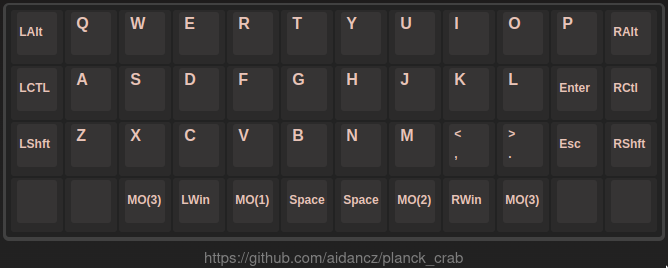 LAlt Q W E R T Y U I O P RAlt
LCTL A S D F G H J K L Enter RCtl
LShft Z X C V B N M < > Esc RShft
, .
MO(3) LWin MO(1) Space Space MO(2) RWin MO(3)
https://github.com/aidancz/planck_crab